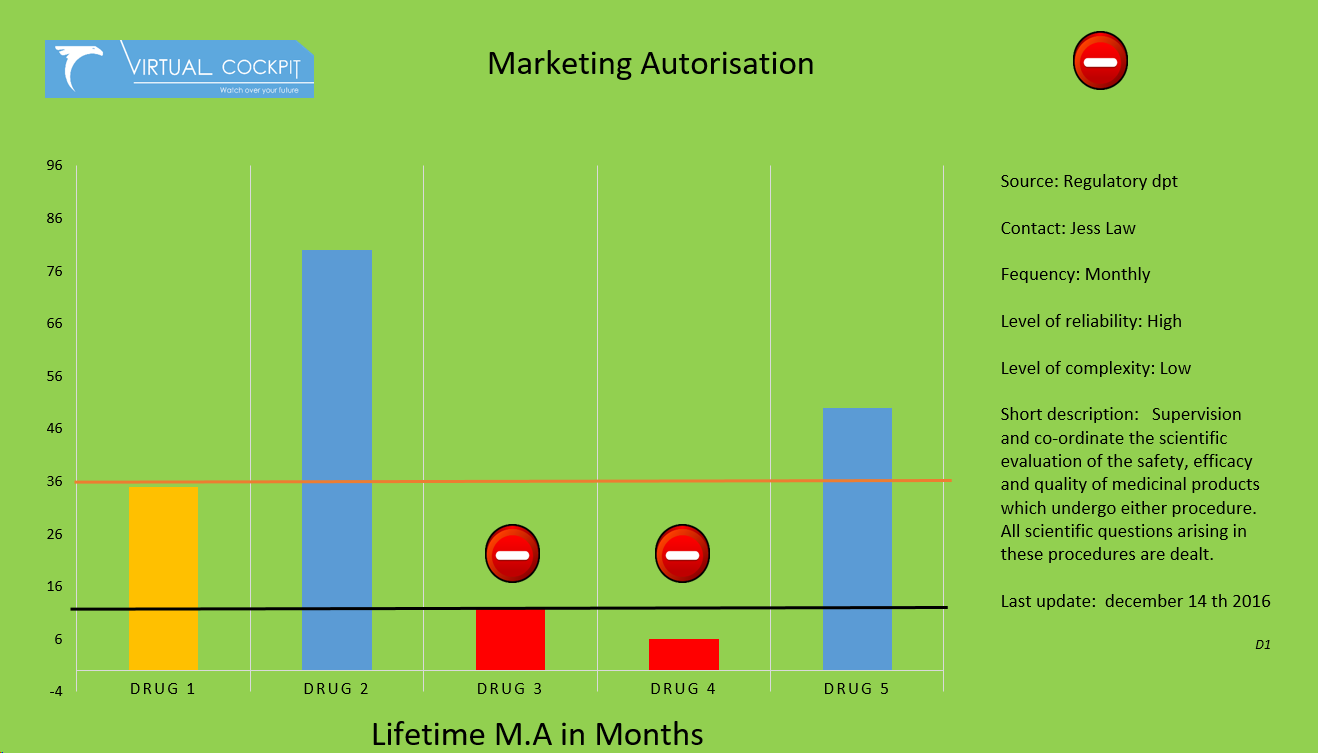 VIRTUAL COCKPIT
Watch over your future
Marketing Autorisation
96
86
76
66
56
46
36
26
16
6
-4
DRUG 1
DRUG 2
DRUG 3
DRUG 4
DRUG 5
Lifetime M.A in Months
Source: Regulatory dpt
Contact: Jess Law
Fequency: Monthly
Level of reliability: High
Level of complexity: Low
Short description:   Supervision
and co-ordinate the scientific
evaluation of the safety, efficacy
and quality of medicinal products
which undergo either procedure.
All scientific questions arising in
these procedures are dealt.
Last update:  december 14 th 2016
D1